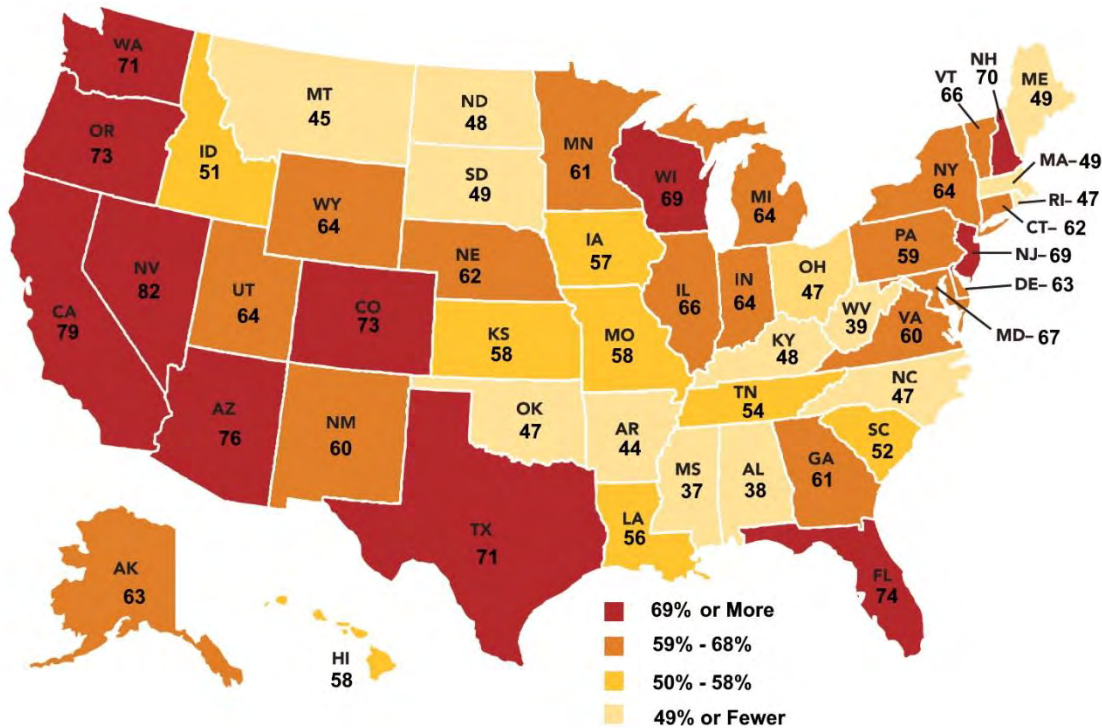 WA
71
OR
73
CA
79
NV
82
ID
51
MT
45
WY
64
UT
64
CO
73
AZ
76
NM
60
ND
48
SD
49
NE
62
KS
58
OK
47
TX
71
MN
61
IA
57
MO
58
AR
44
LA
56
WI
69
IL
66
MI
64
IN
64
OH
47
KY
48
TN
54
MS
37
AL
38
GA
61
FL
74
SC
52
NC
47
VA
60
WV
39
PA
59
NY
64
VT
66
NH
70
ME
49
MA– 49
RI– 47
CT– 62
NJ– 69
DE– 63
MD– 67
AK
63
HI
58
69% or More
59% - 68%
50% - 58%
49% or Fewer